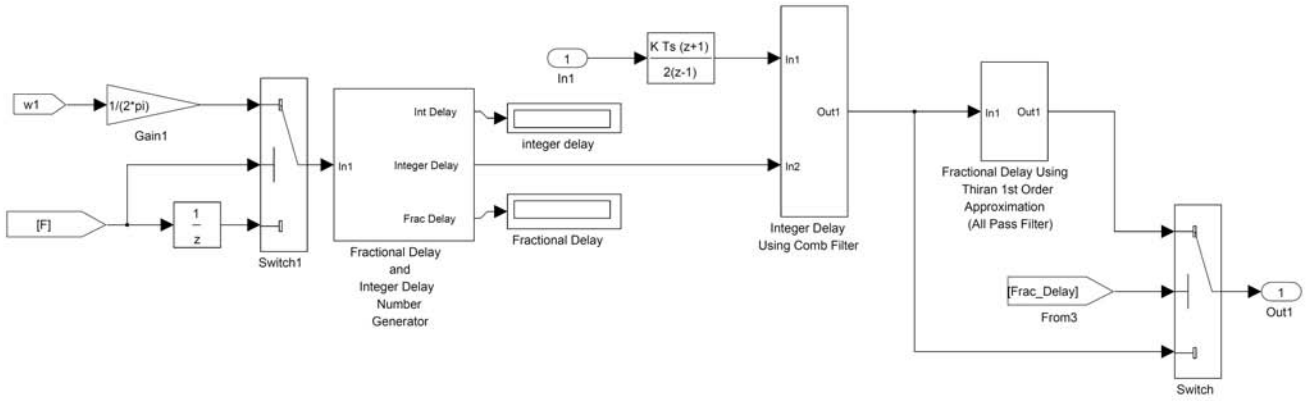 w1
1/(2*pi)
Gain1
[F]
1
z
Switch1
In1
Int Delay
Integer Delay
Frac Delay
Fractional Delay
and
Integer Delay
Number
Generator
integer delay
Fractional Delay
1
In1
K Ts (z+1)
2(z-1)
In1
In2
Out1
Integer Delay
Using Comb Filter
In1
Out1
Fractional Delay Using
Thiran 1st Order
Approximation
(All Pass Filter)
[Frac_Delay]
From3
Switch
1
Out1